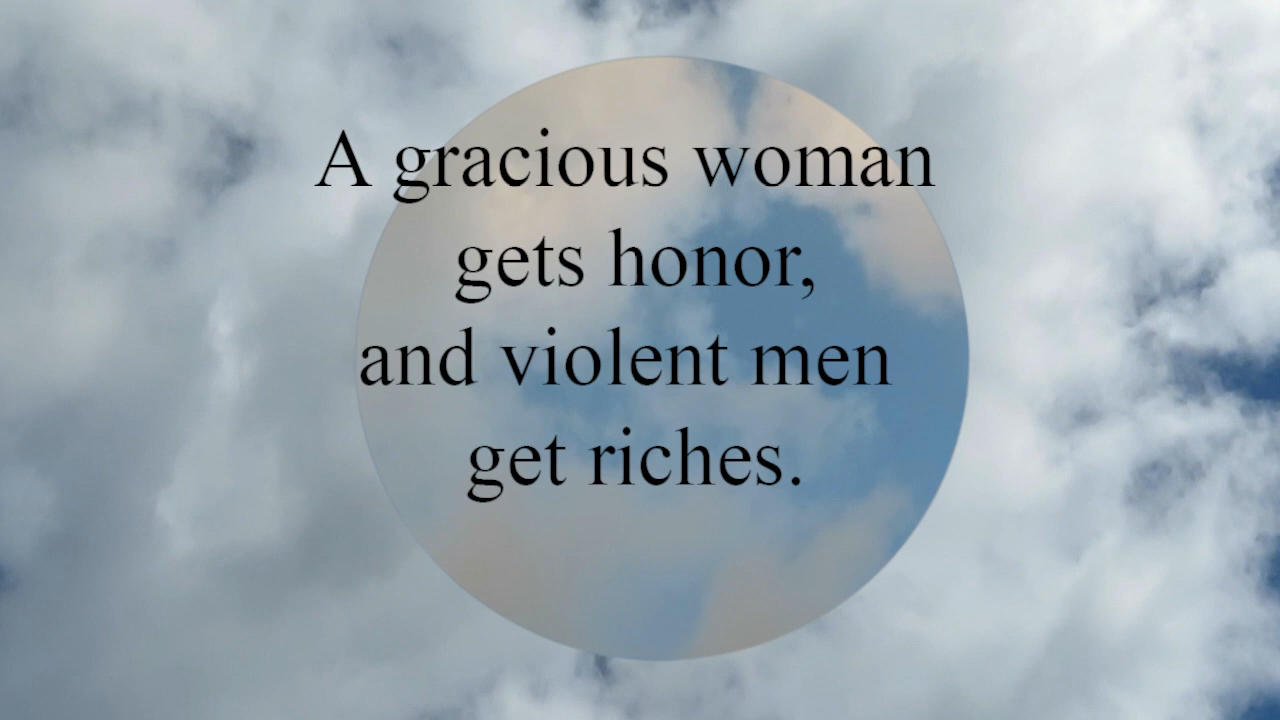 A gracious woman
gets honor,
and violent men
get riches.